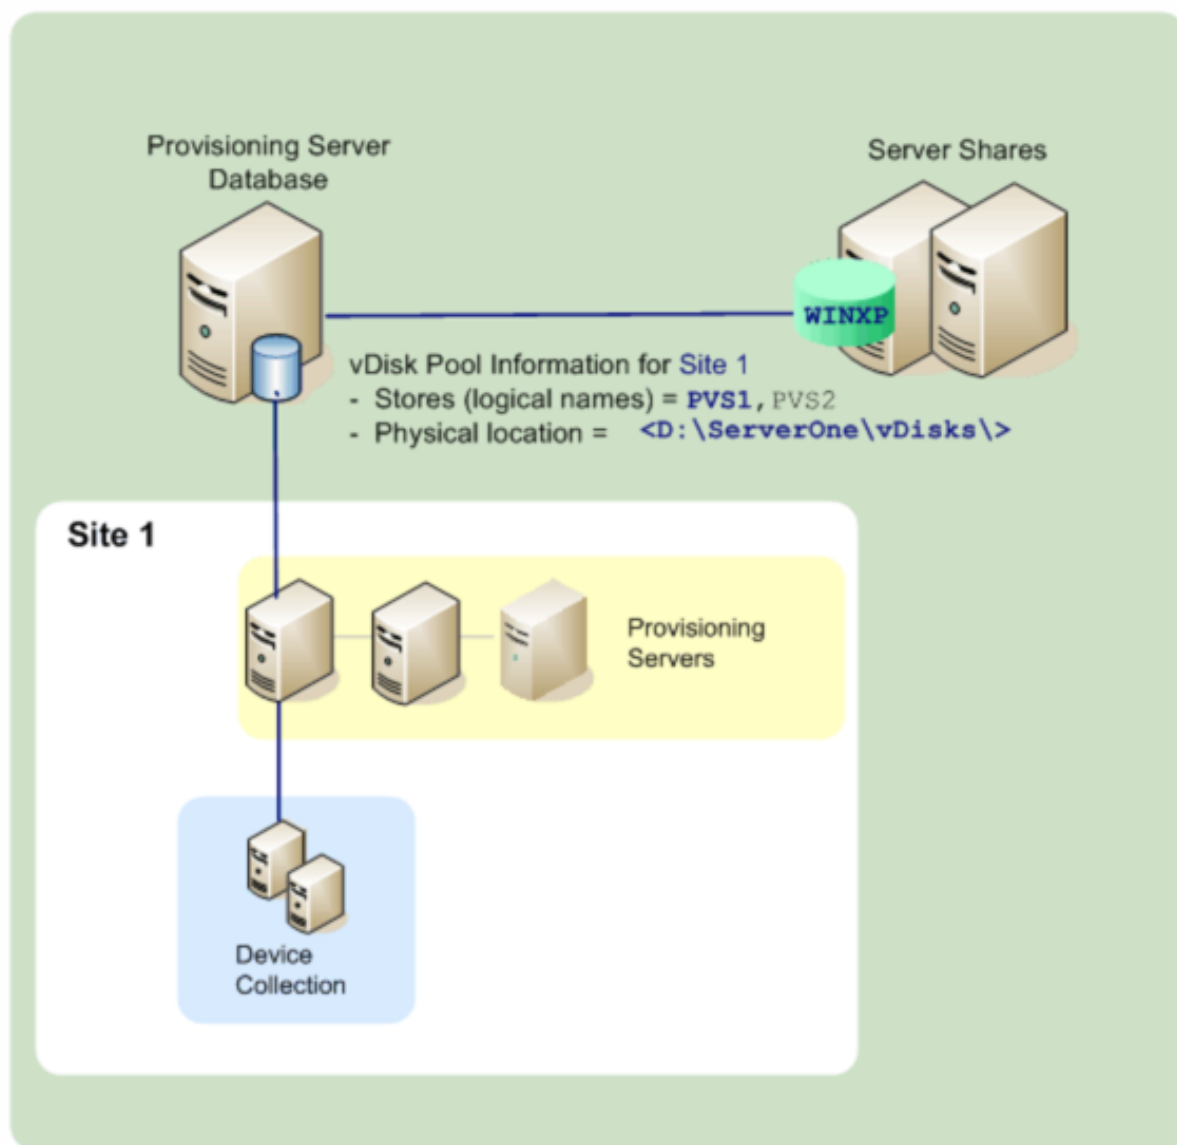 Provisioning Server
Database
Server Shares
WINXP
vDisk Pool Information for Site 1
- Stores (logical names) = PVS1, PVS2
- Physical location = <D:\ServerOne\vDisks\>
Site 1
Provisioning
Servers
Device
Collection